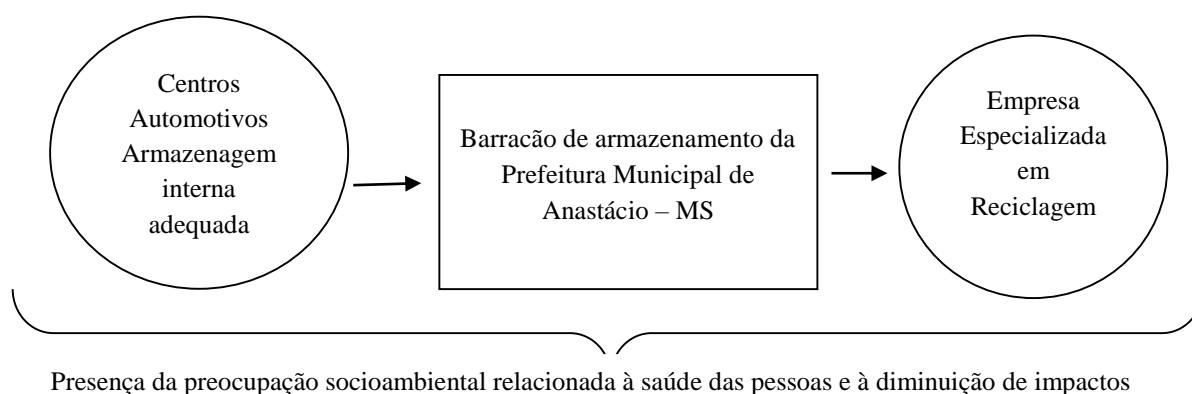 Centros
Automotivos
Armazenagem
interna
adequada
Barracão de armazenamento da
Prefeitura Municipal de
Anastácio – MS
Empresa
Especializada
em
Reciclagem
Presença da preocupação socioambiental relacionada à saúde das pessoas e à diminuição de impactos